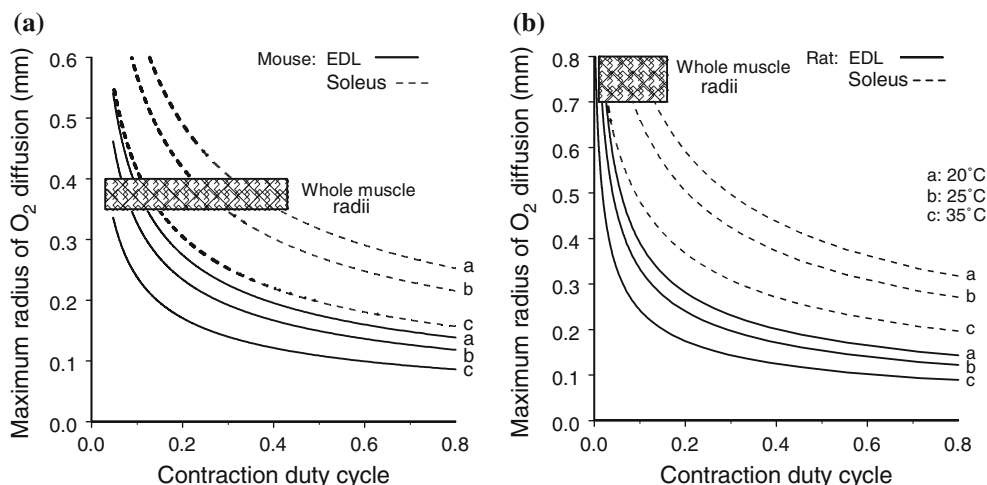 (a)
Maximum radius of O2 diffusion (mm)
0.6
0.5
0.4
0.3
0.2
0.1
0.0
Mouse: EDL
Soleus
Whole muscle
radii
a
b
c
a
b
c
0.0 0.2 0.4 0.6 0.8
Contraction duty cycle
(b)
Maximum radius of O2 diffusion (mm)
0.8
0.7
0.6
0.5
0.4
0.3
0.2
0.1
0.0
Whole muscle
radii
Rat: EDL
Soleus
a: 20°C
b: 25°C
c: 35°C
a
b
c
a
b
c
0.0 0.2 0.4 0.6 0.8
Contraction duty cycle